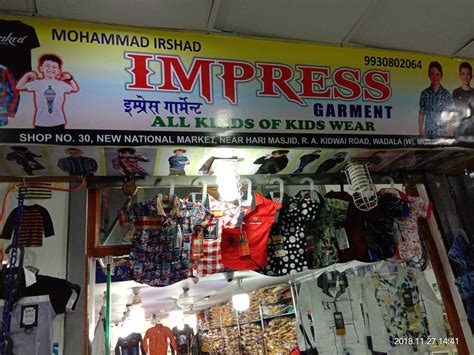 MOHAMMAD IRSHAD
9930802064
IMPRESS
इम्प्रेस गार्मेन्ट
GARMENT
ALL KINDS OF KIDS WEAR
SHOP NO. 30, NEW NATIONAL MARKET, NEAR HARI MASJID, R. A. KIDWAI ROAD, WADALA (W),
2018.11.27 14:41